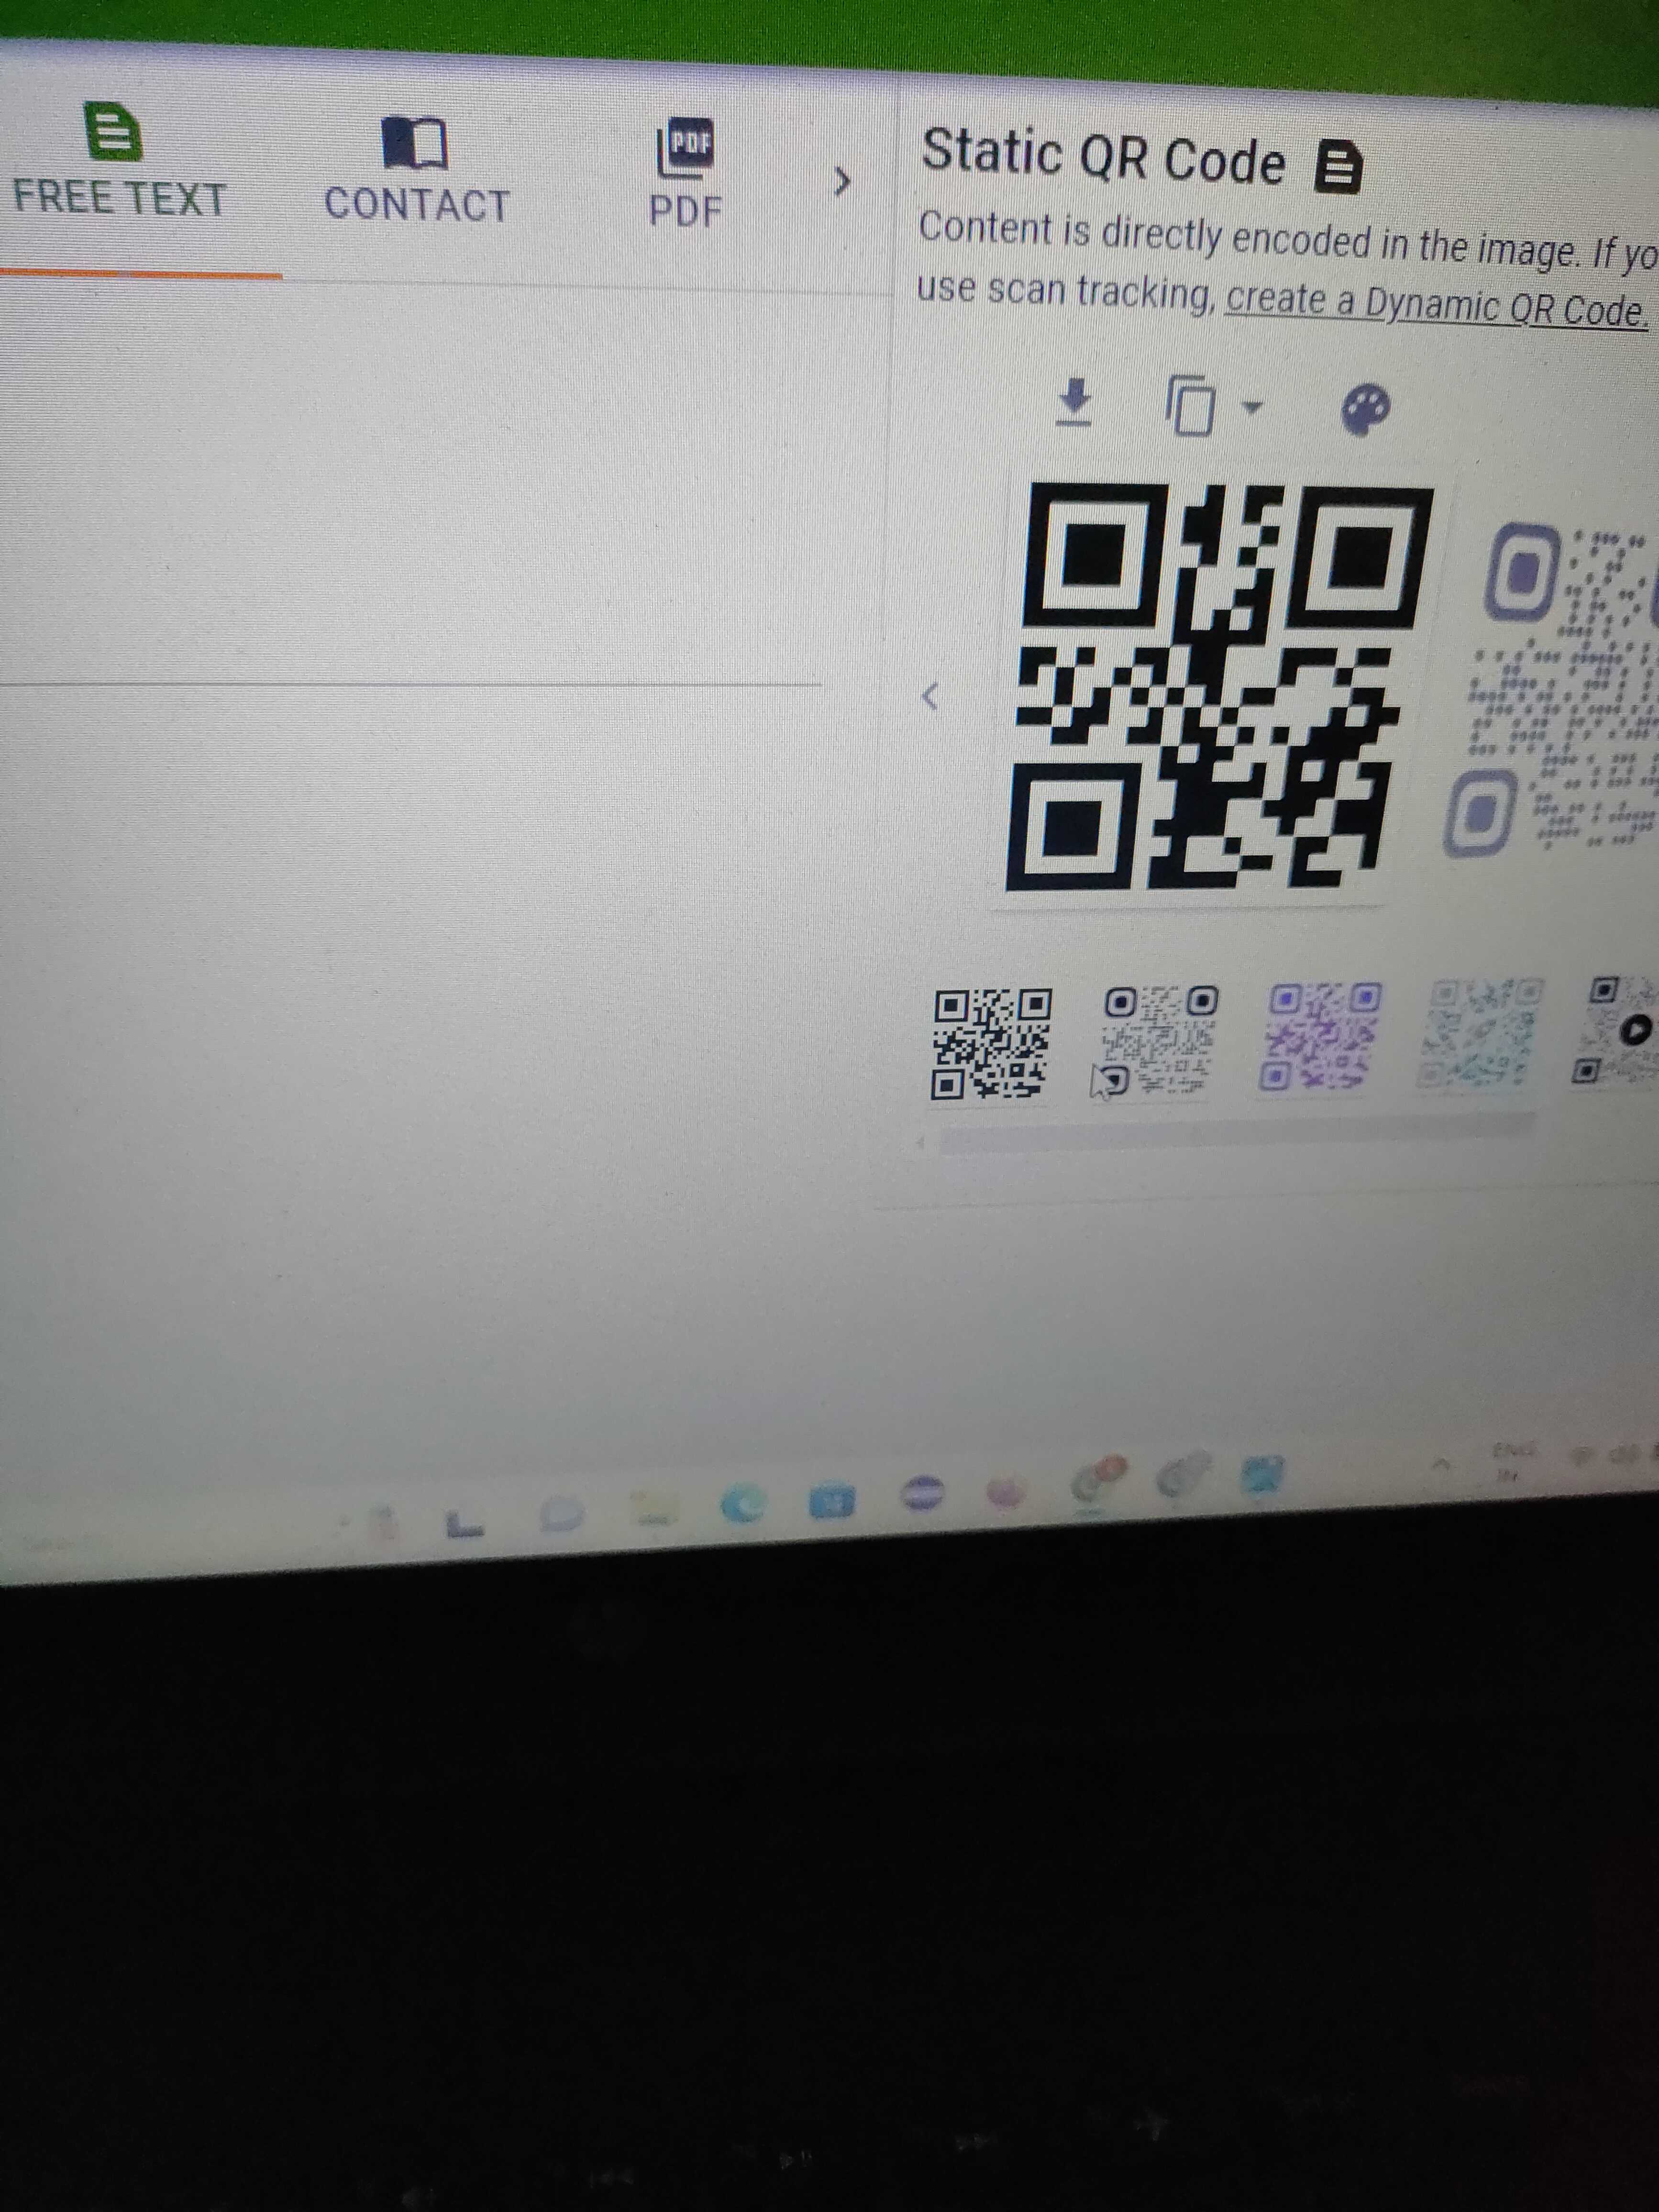 FREE TEXT
CONTACT
PDF
PDF
Static QR Code
Content is directly encoded in the image. If yo
use scan tracking, create a Dynamic QR Code.
ENG